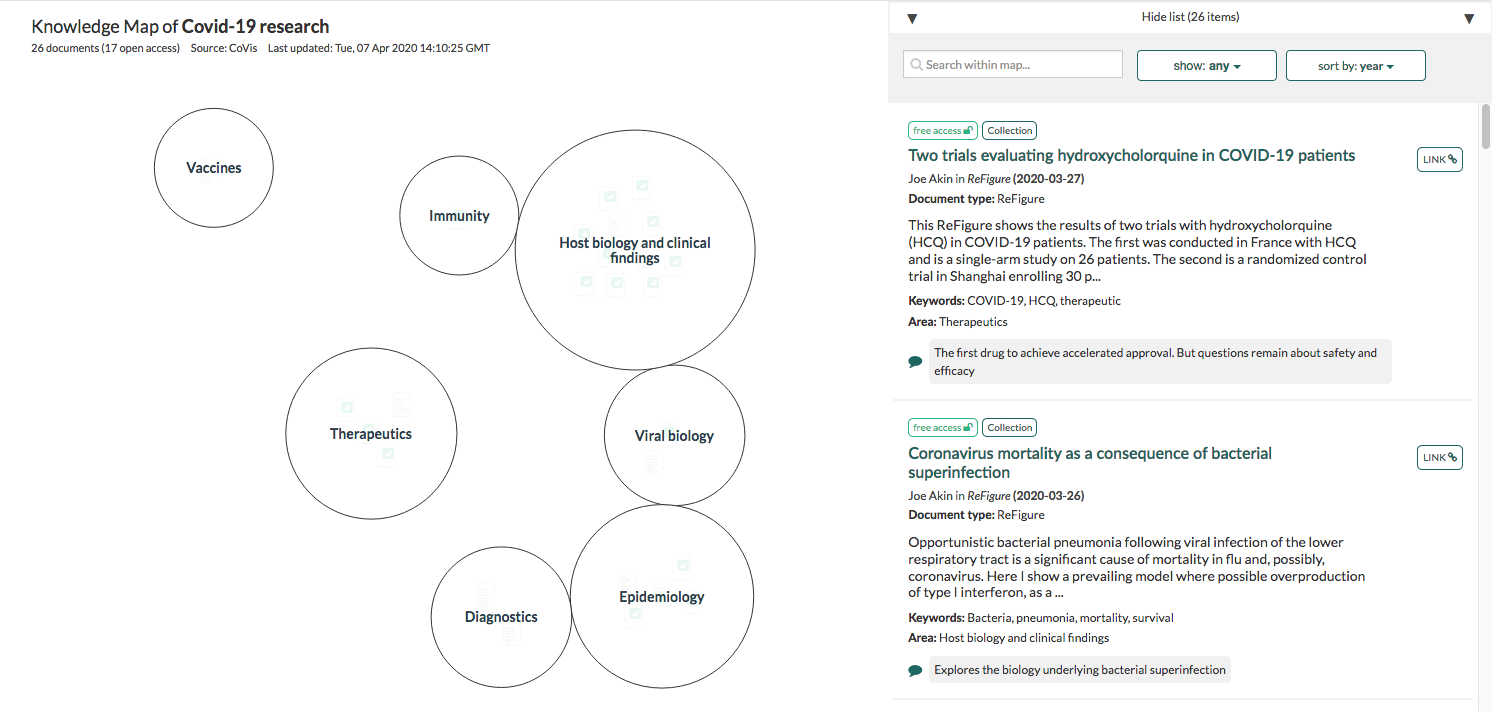 Knowledge Map of Covid-19 research
26 documents (17 open access) Source: CoVis Last updated: Tue, 07 Apr 2020 14:10:25 GMT
Vaccines
Immunity
Host biology and clinical
findings
Therapeutics
Viral biology
Diagnostics
Epidemiology
Hide list (26 items)
Search within map...
show: any
sort by: year
free access Collection
Two trials evaluating hydroxycholorquine in COVID-19 patients
LINK
Joe Akin in ReFigure (2020-03-27)
Document type: ReFigure
This ReFigure shows the results of two trials with hydroxycholorquine
(HCQ) in COVID-19 patients. The first was conducted in France with HCQ
and is a single-arm study on 26 patients. The second is a randomized control
trial in Shanghai enrolling 30 p...
Keywords: COVID-19, HCQ, therapeutic
Area: Therapeutics
The first drug to achieve accelerated approval. But questions remain about safety and
efficacy
free access Collection
Coronavirus mortality as a consequence of bacterial
superinfection
LINK
Joe Akin in ReFigure (2020-03-26)
Document type: ReFigure
Opportunistic bacterial pneumonia following viral infection of the lower
respiratory tract is a significant cause of mortality in flu and, possibly,
coronavirus. Here I show a prevailing model where possible overproduction
of type I interferon, as a ...
Keywords: Bacteria, pneumonia, mortality, survival
Area: Host biology and clinical findings
Explores the biology underlying bacterial superinfection